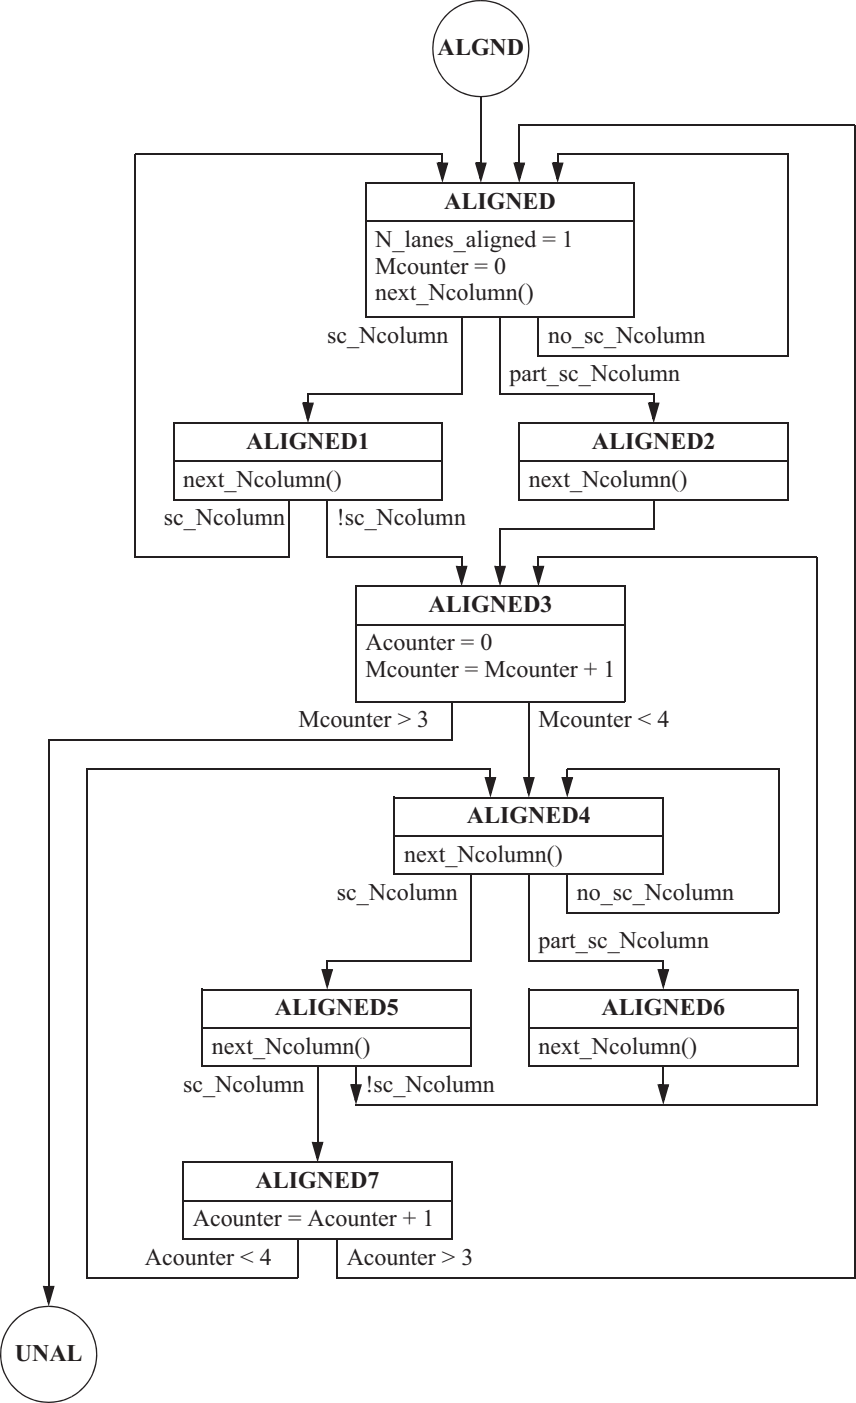 ALGND
ALIGNED
N_lanes_aligned = 1
Mcounter = 0
next_Ncolumn()
sc_Ncolumn
no_sc_Ncolumn
part_sc_Ncolumn
ALIGNED1
next_Ncolumn()
ALIGNED2
next_Ncolumn()
sc_Ncolumn
!sc_Ncolumn
ALIGNED3
Acounter = 0
Mcounter = Mcounter + 1
Mcounter > 3
Mcounter < 4
ALIGNED4
next_Ncolumn()
sc_Ncolumn
no_sc_Ncolumn
part_sc_Ncolumn
ALIGNED5
next_Ncolumn()
ALIGNED6
next_Ncolumn()
sc_Ncolumn
!sc_Ncolumn
ALIGNED7
Acounter = Acounter + 1
Acounter < 4
Acounter > 3
UNAL